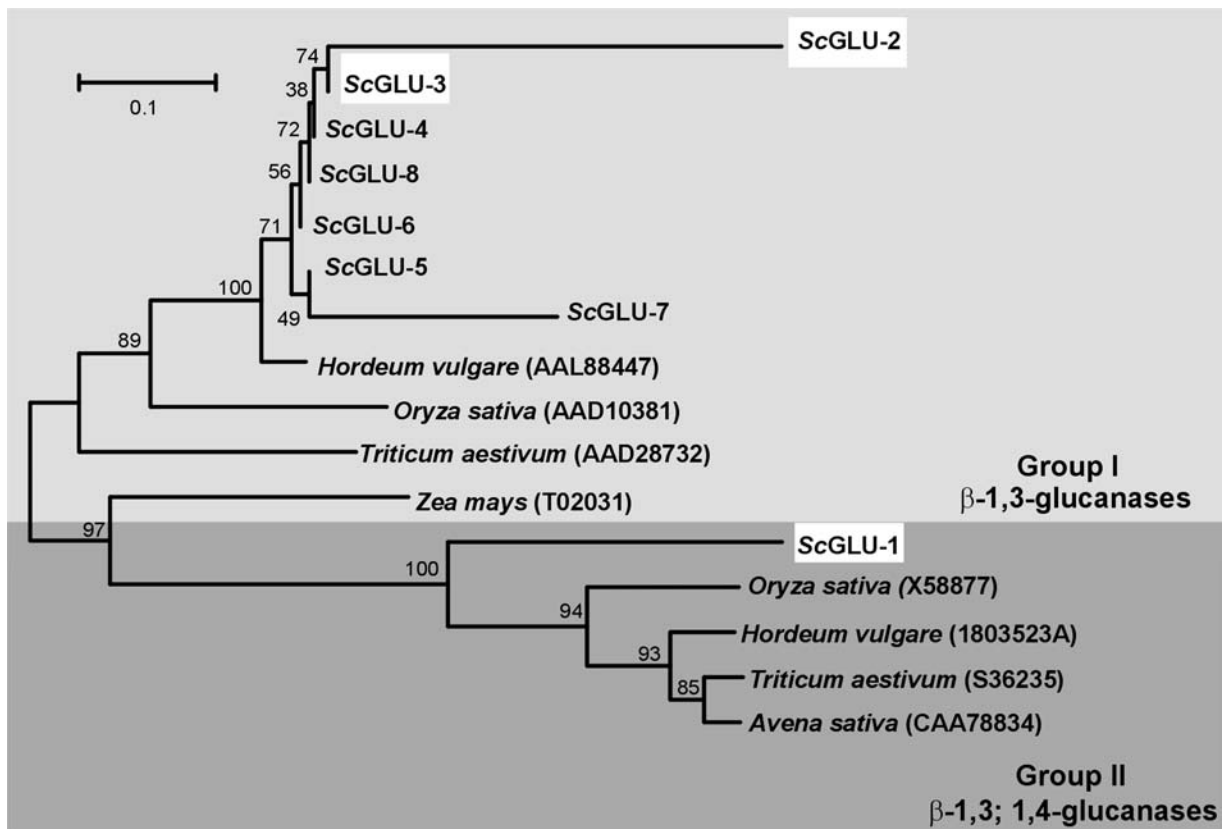 ScGLU-2
74
ScGLU-3
0.1
38
ScGLU-4
72
ScGLU-8
56
ScGLU-6
71
ScGLU-5
100
ScGLU-7
49
89
Hordeum vulgare (AAL88447)
Oryza sativa (AAD10381)
Triticum aestivum (AAD28732)
Group I
β-1,3-glucanases
Zea mays (T02031)
97
ScGLU-1
100
Oryza sativa (X58877)
94
Hordeum vulgare (1803523A)
93
Triticum aestivum (S36235)
85
Avena sativa (CAA78834)
Group II
β-1,3; 1,4-glucanases